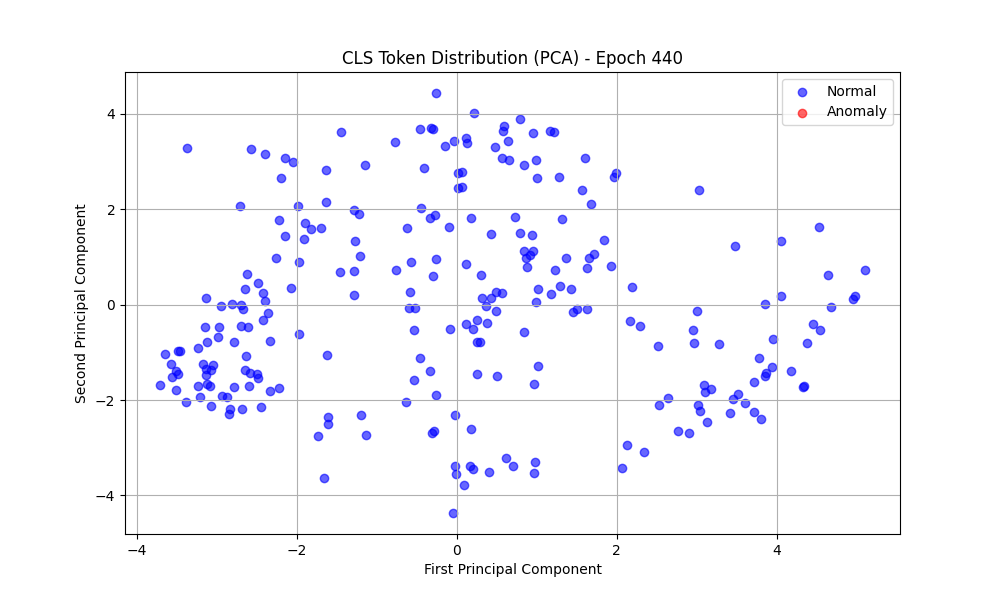 CLS Token Distribution (PCA) - Epoch 440
Normal
Anomaly
4
2
0
−2
−4
Second Principal Component
−4
−2
0
2
4
First Principal Component